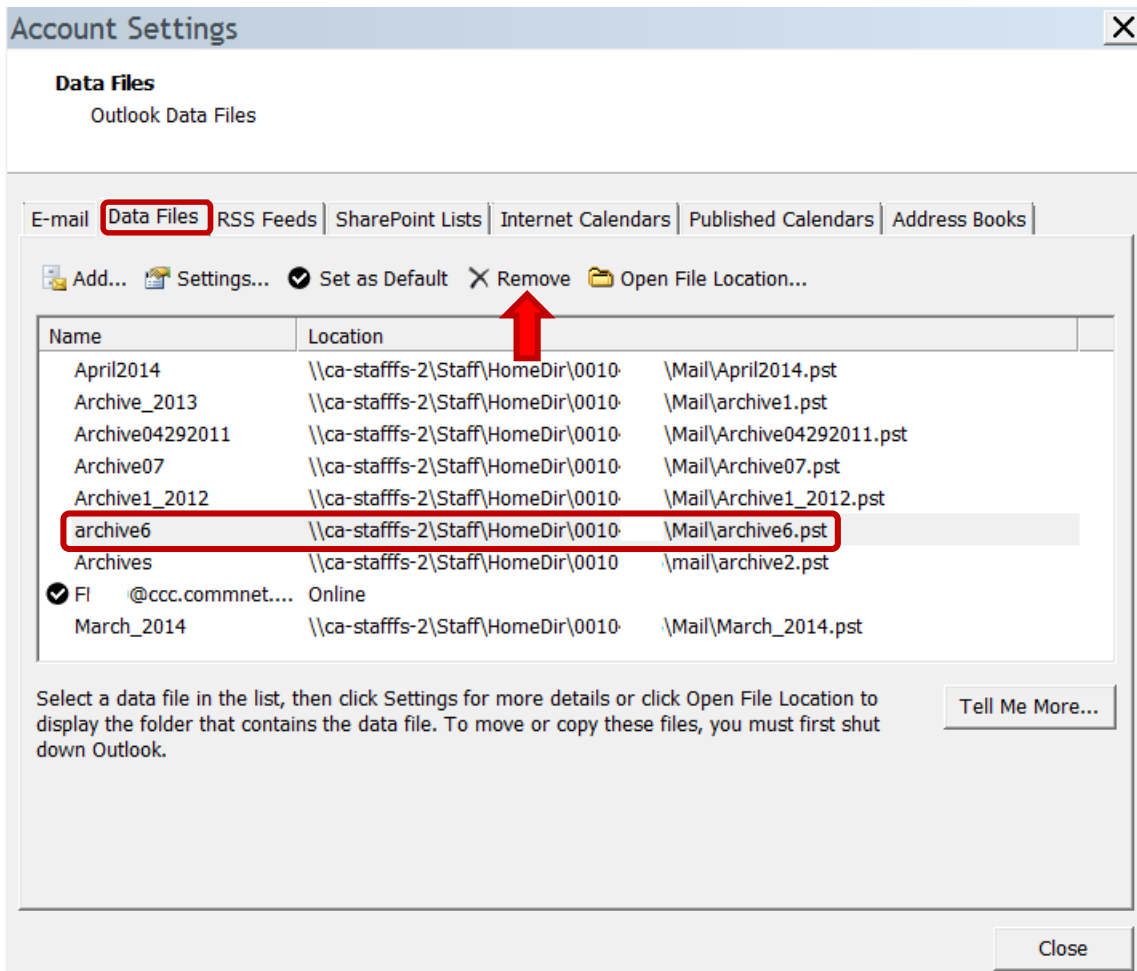 Account Settings
Data Files
Outlook Data Files
E-mail Data Files RSS Feeds SharePoint Lists Internet Calendars Published Calendars Address Books
Add... Settings... Set as Default Remove Open File Location...
Name Location
April2014 \\ca-stafffs-2\Staff\HomeDir\0010 \Mail\April2014.pst
Archive_2013 \\ca-stafffs-2\Staff\HomeDir\0010 \Mail\archive1.pst
Archive04292011 \\ca-stafffs-2\Staff\HomeDir\0010 \Mail\Archive04292011.pst
Archive07 \\ca-stafffs-2\Staff\HomeDir\0010 \Mail\Archive07.pst
Archive1_2012 \\ca-stafffs-2\Staff\HomeDir\0010 \Mail\Archive1_2012.pst
archive6 \\ca-stafffs-2\Staff\HomeDir\0010 \Mail\archive6.pst
Archives \\ca-stafffs-2\Staff\HomeDir\0010 \mail\archive2.pst
@ccc.commnet.... Online
March_2014 \\ca-stafffs-2\Staff\HomeDir\0010 \Mail\March_2014.pst
Select a data file in the list, then click Settings for more details or click Open File Location to
display the folder that contains the data file. To move or copy these files, you must first shut
down Outlook.
Tell Me More...
Close